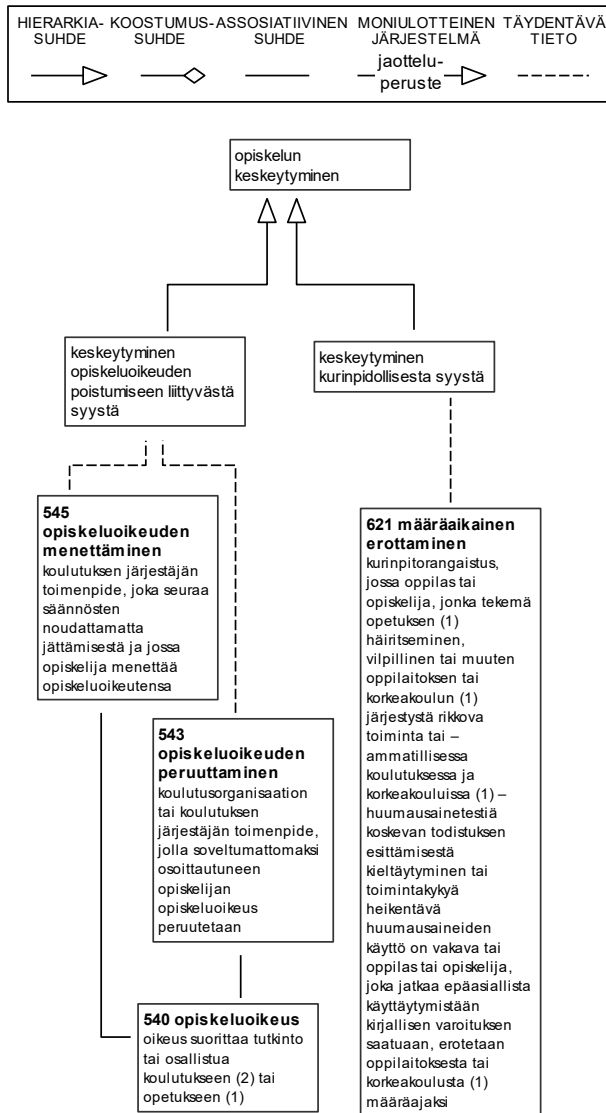 HIERARKIA- KOOSTUMUS- ASSOSIATIIVINEN MONIULOTTEINEN TÄYDENTÄVÄ
SUHDE SUHDE SUHDE JÄRJESTELMÄ TIETO
jaottelu-
peruste
opiskelun
keskeytyminen
keskeytyminen
opiskeluoikeuden
poistumiseen liittyvästä
syystä
keskeytyminen
kurinpidollisesta syystä
545
opiskeluoikeuden
menettäminen
koulutuksen järjestäjän
toimenpide, joka seuraa
säännösten
noudattamatta
jättämisestä ja jossa
opiskelija menettää
opiskeluoikeutensa
543
opiskeluoikeuden
peruuttaminen
koulutusorganisaation
tai koulutuksen
järjestäjän toimenpide,
jolla soveltumattomaksi
osoittautuneen
opiskelijan
opiskeluoikeus
peruutetaan
540 opiskeluoikeus
oikeus suorittaa tutkinto
tai osallistua
koulutukseen (2) tai
opetukseen (1)
621 määräaikainen
erottaminen
kurinpitorangaistus,
jossa oppilas tai
opiskelija, jonka tekemä
opetuksen (1)
häiritseminen,
vilpillinen tai muuten
oppilaitoksen tai
korkeakoulun (1)
järjestystä rikkova
toiminta tai –
ammatillisessa
koulutuksessa ja
korkeakouluissa (1) –
huumausainetestiä
koskevan todistuksen
esittämisestä
kieltäytyminen tai
toimintakykyä
heikentävä
huumausaineiden
käyttö on vakava tai
oppilas tai opiskelija,
joka jatkaa epäasiallista
käyttäytymistään
kirjallisen varoituksen
saatuaan, erotetaan
oppilaitoksesta tai
korkeakoulusta (1)
määräajaksi